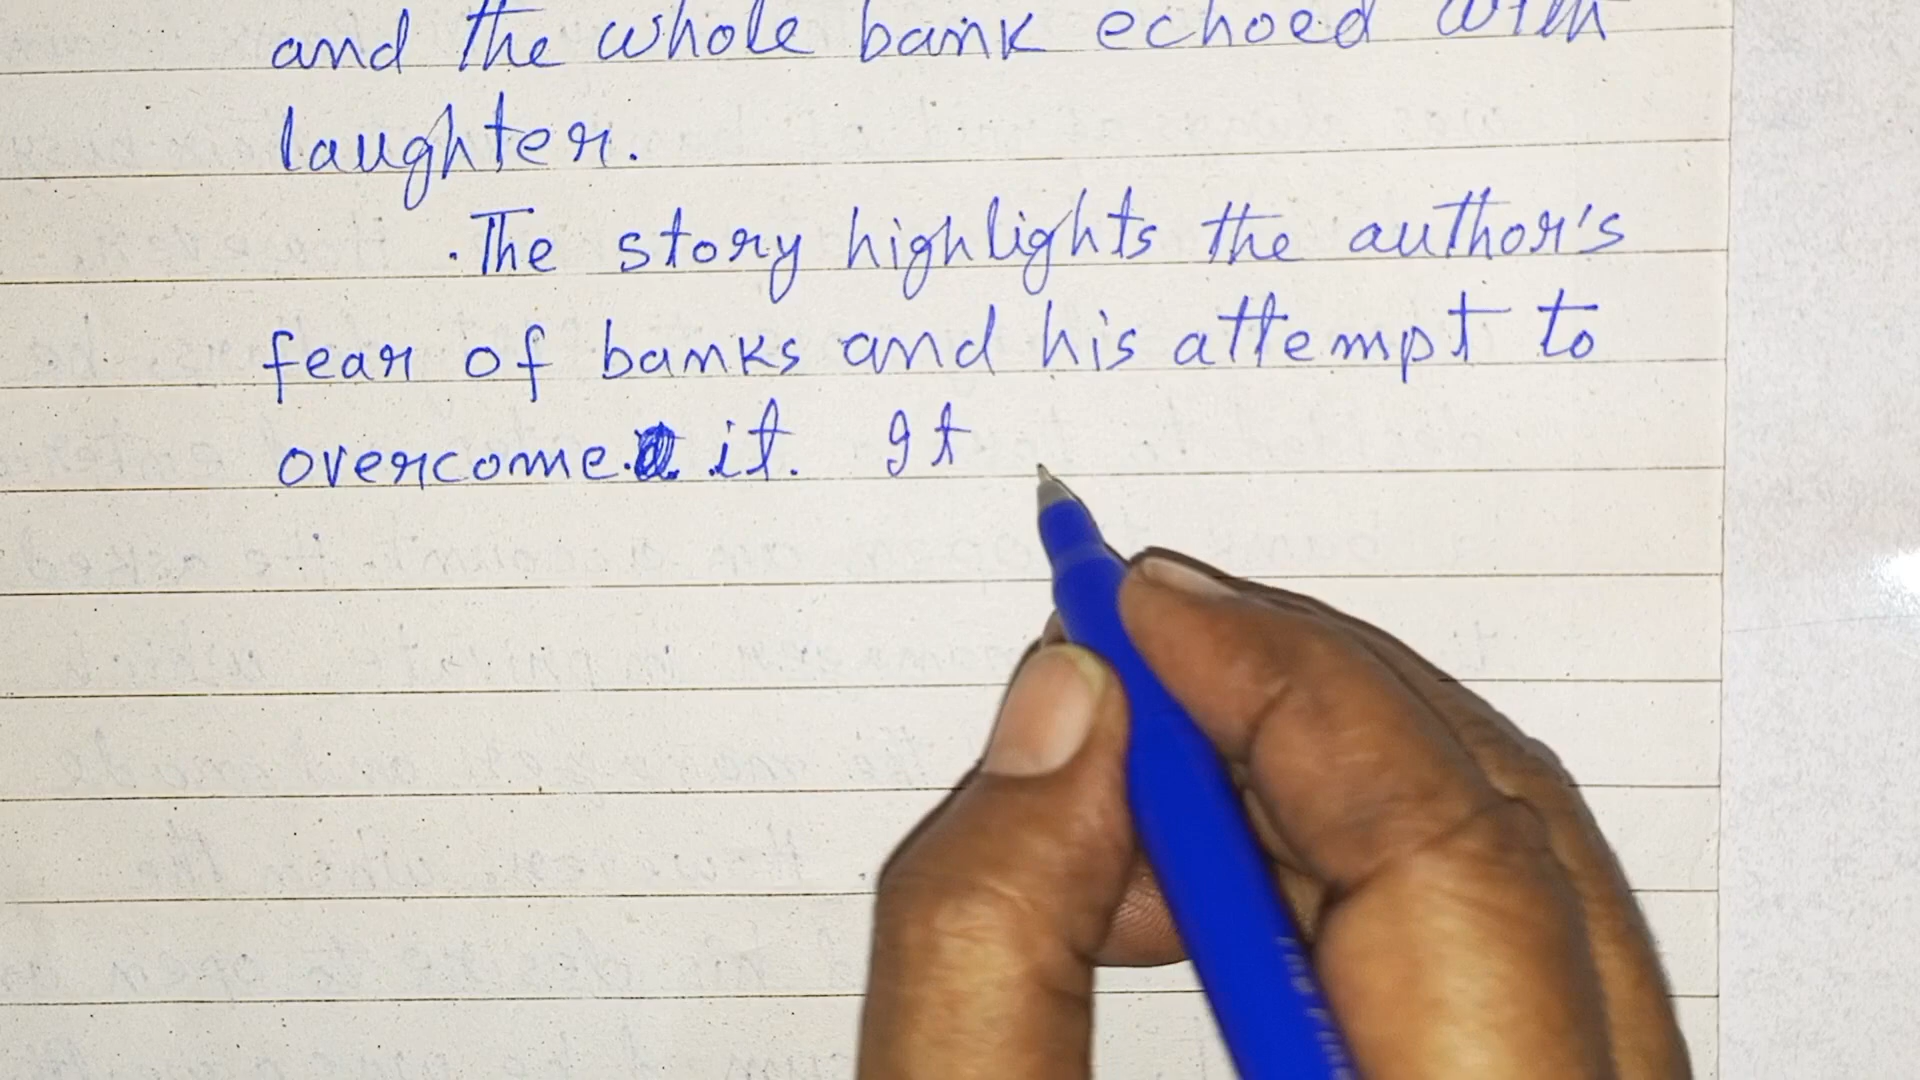 and the whole bank echoed with
laughter.
The story highlights the author's
fear of banks and his attempt to
overcome it. It